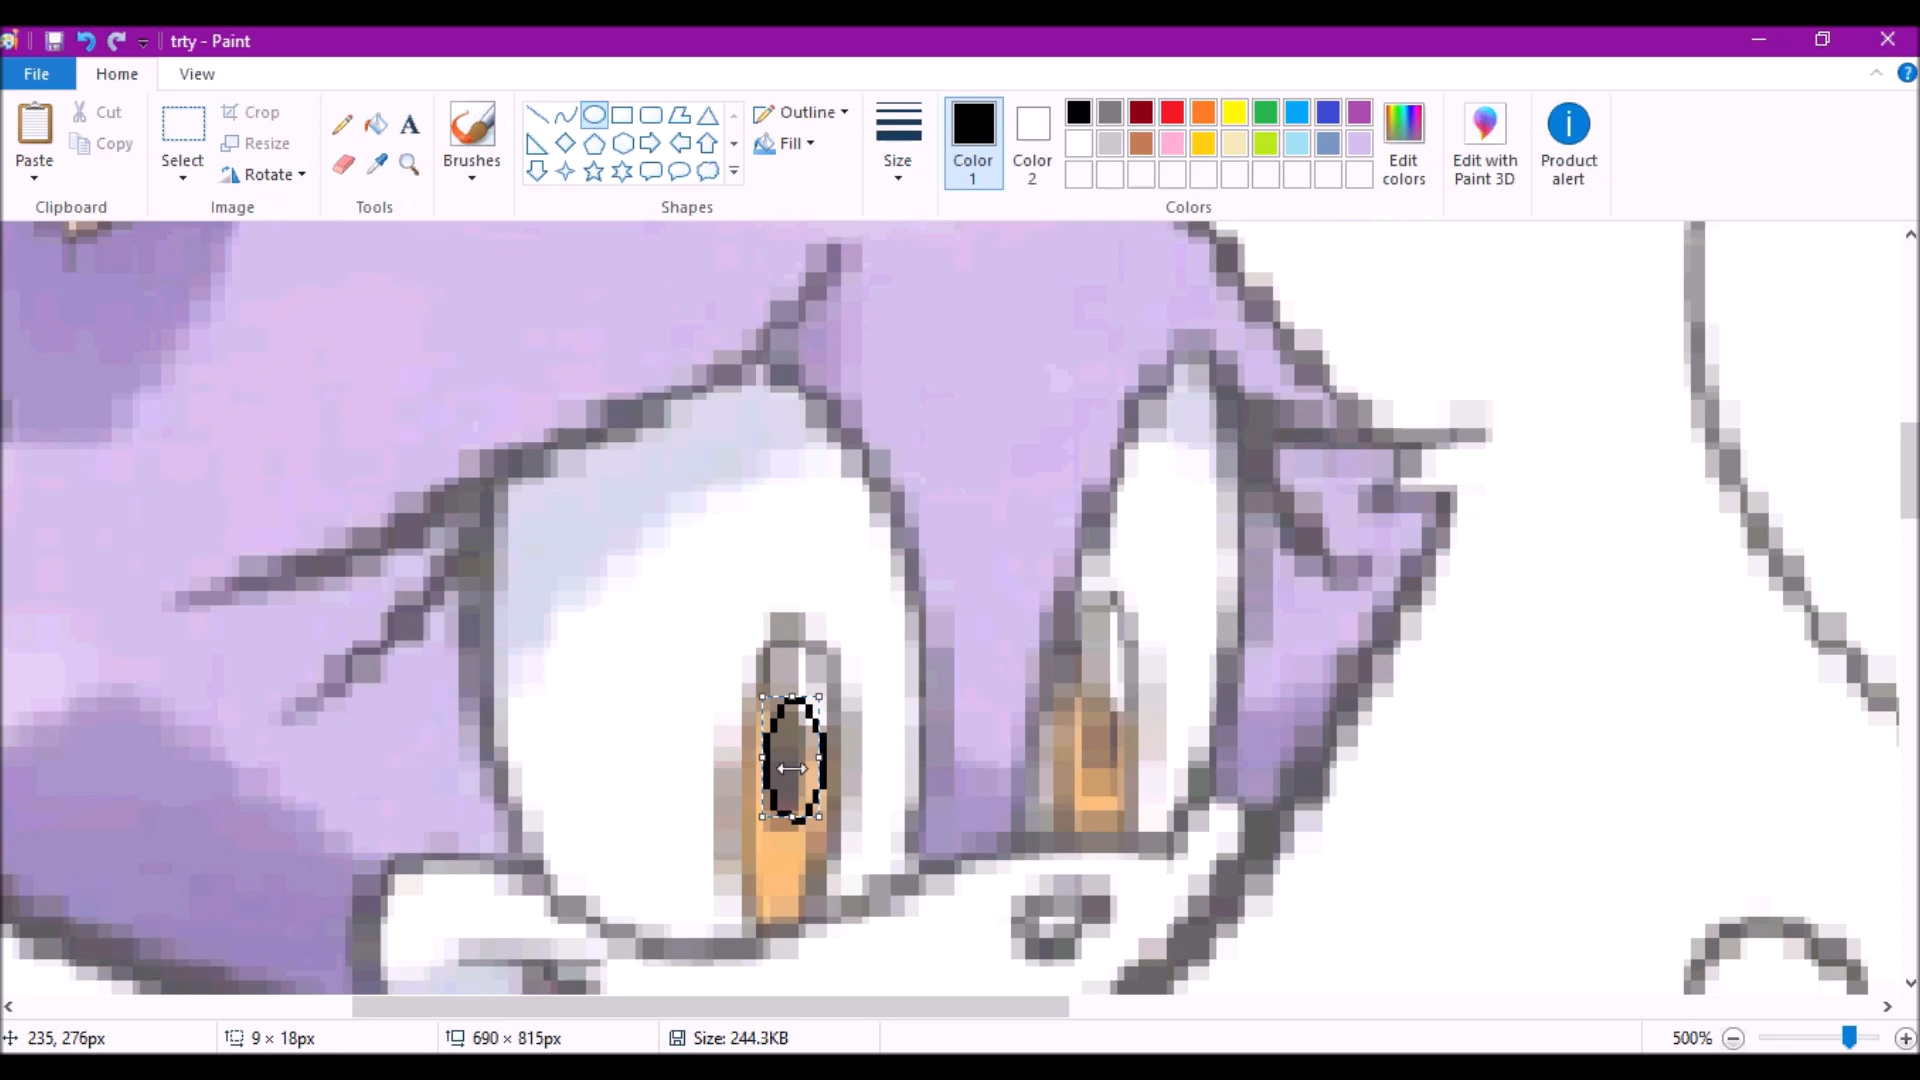 trty - Paint
File
Home
View
Paste
Cut
Copy
Clipboard
Select
Crop
Resize
Rotate
Image
A
Tools
Brushes
Outline
Fill
Shapes
Size
Color
1
Color
2
Edit
colors
Colors
Edit with
Paint 3D
Product
alert
235, 276px
9 × 18px
690 × 815px
Size: 244.3KB
500%